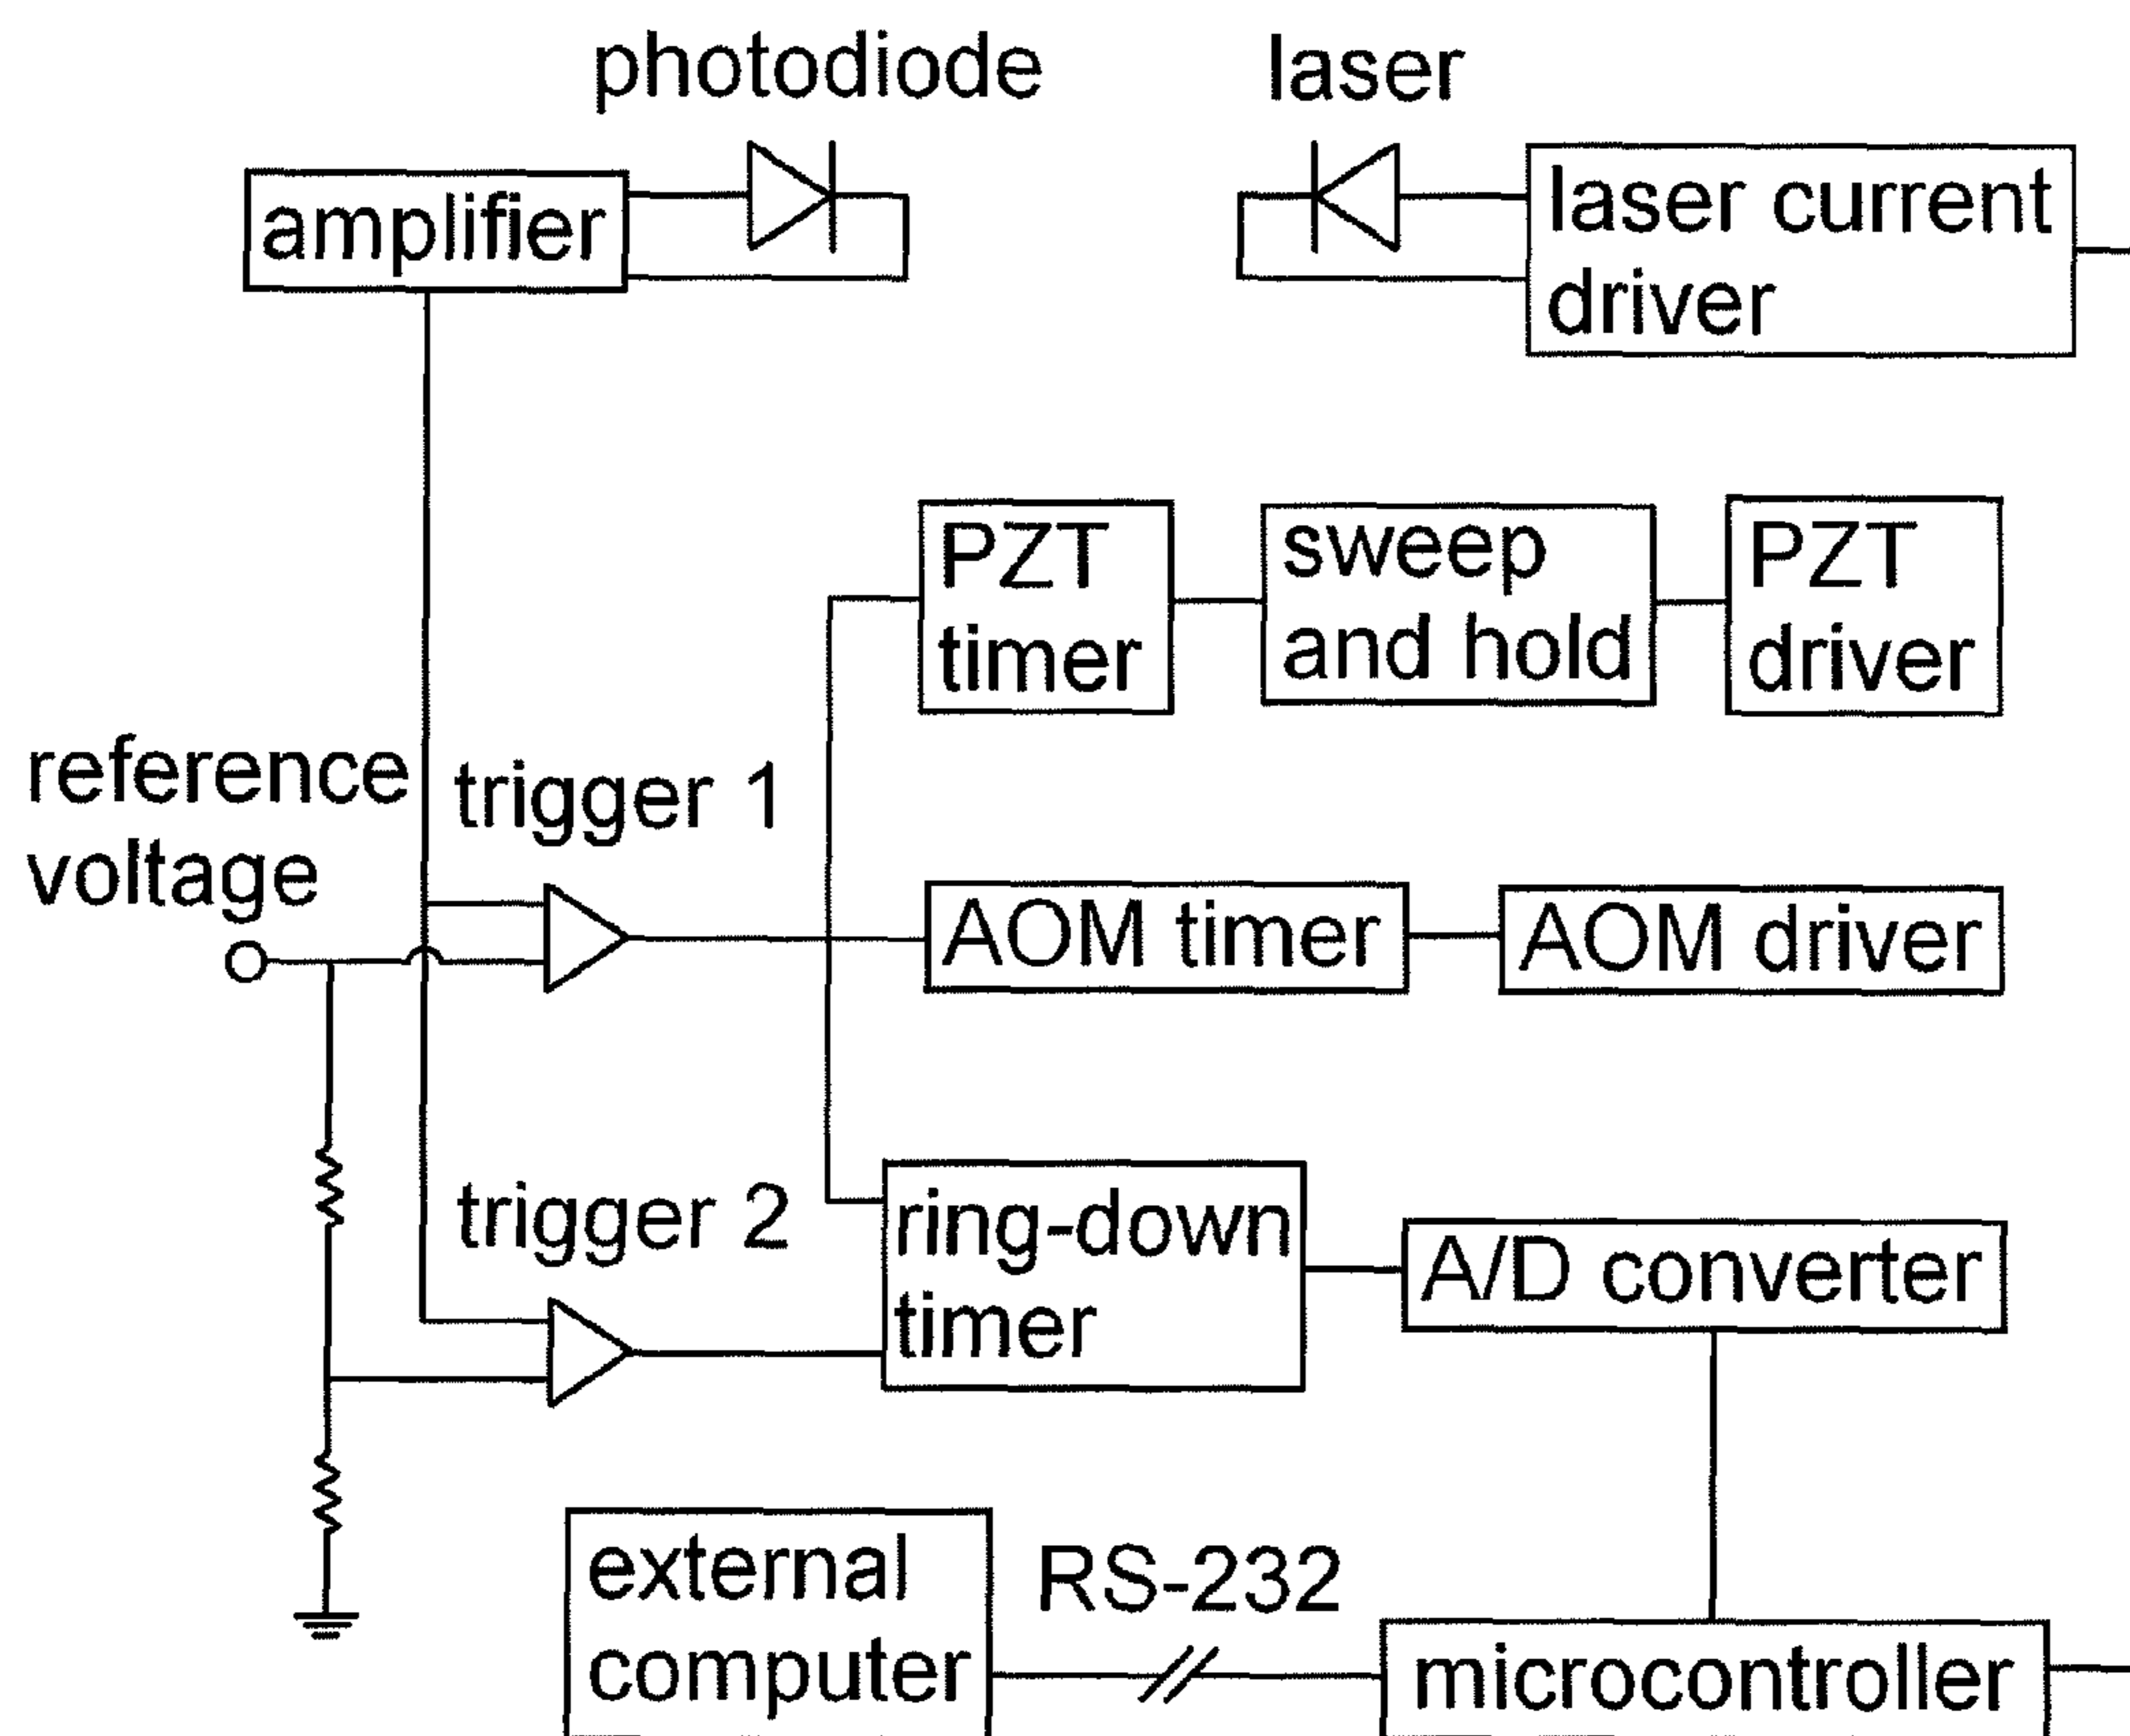 photodiode
laser
amplifier
laser current
driver
PZT
timer
sweep
and hold
PZT
driver
reference
voltage
trigger 1
AOM timer
AOM driver
trigger 2
ring-down
timer
A/D converter
external
computer
RS-232
microcontroller